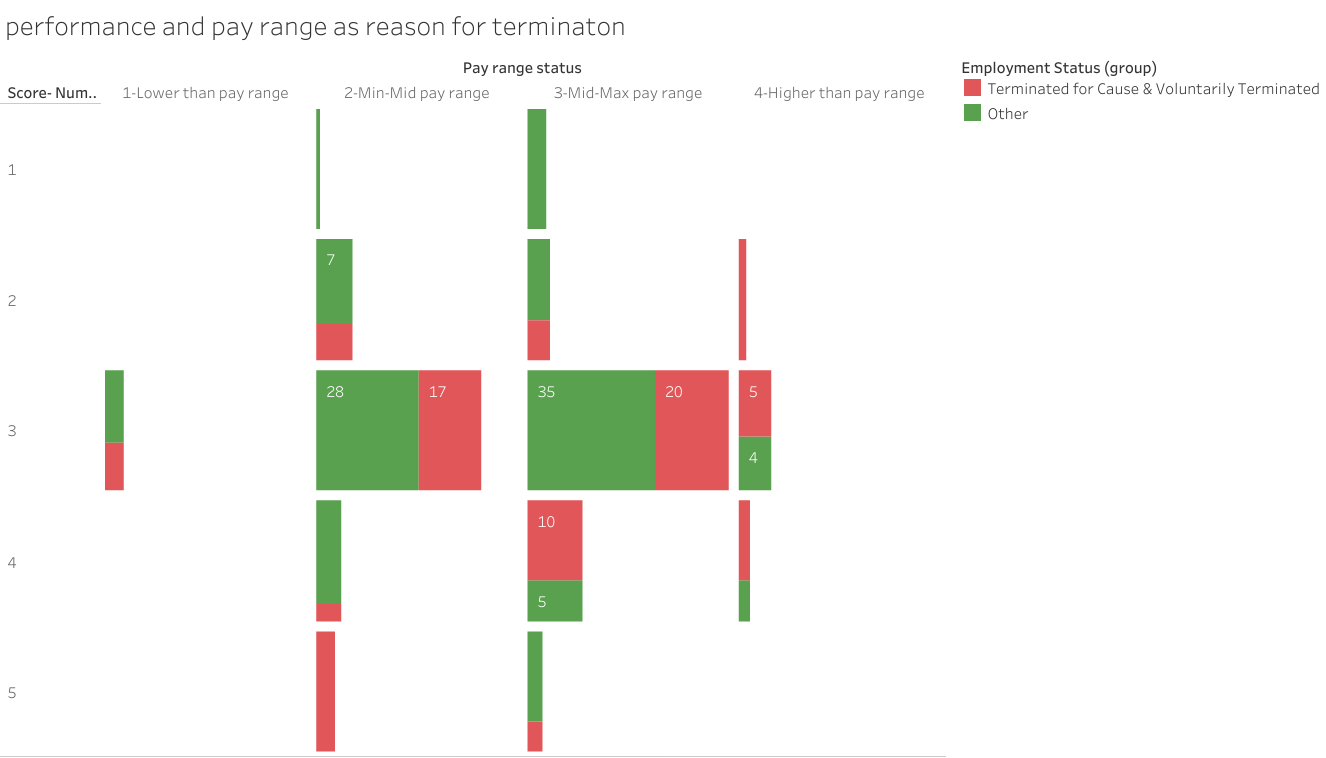 performance and pay range as reason for terminaton
Pay range status
Score- Num.. 1-Lower than pay range 2-Min-Mid pay range 3-Mid-Max pay range 4-Higher than pay range
1
2
7
3
28 17 35 20 5
4
4
10
5
5
Employment Status (group)
Terminated for Cause & Voluntarily Terminated
Other